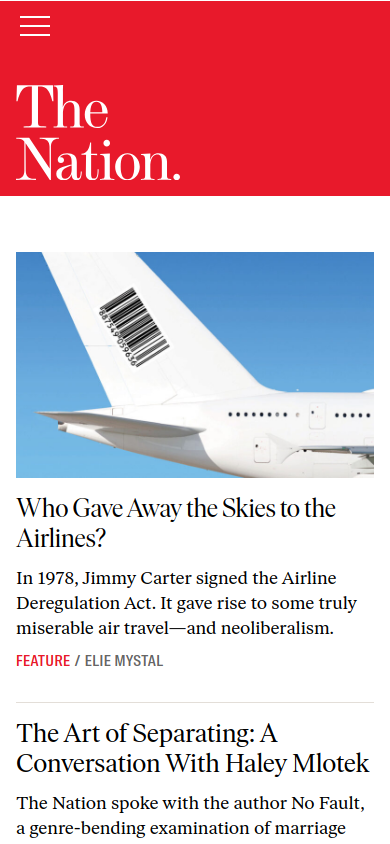 The
Nation.
887549059636
Who Gave Away the Skies to the
Airlines?
In 1978, Jimmy Carter signed the Airline
Deregulation Act. It gave rise to some truly
miserable air travel—and neoliberalism.
FEATURE / ELIE MYSTAL
The Art of Separating: A
Conversation With Haley Mlotek
The Nation spoke with the author No Fault,
a genre-bending examination of marriage